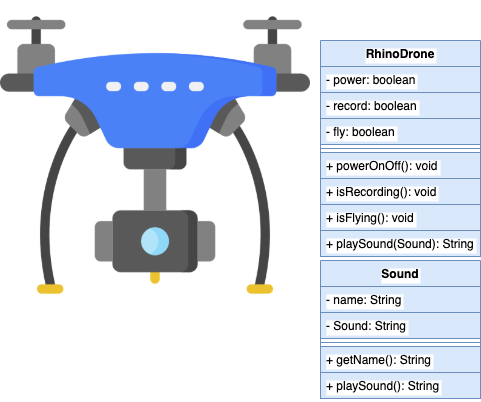 RhinoDrone
- power: boolean
- record: boolean
- fly: boolean
+ powerOnOff(): void
+ isRecording(): void
+ isFlying(): void
+ playSound(Sound): String
Sound
- name: String
- Sound: String
+ getName(): String
+ playSound(): String